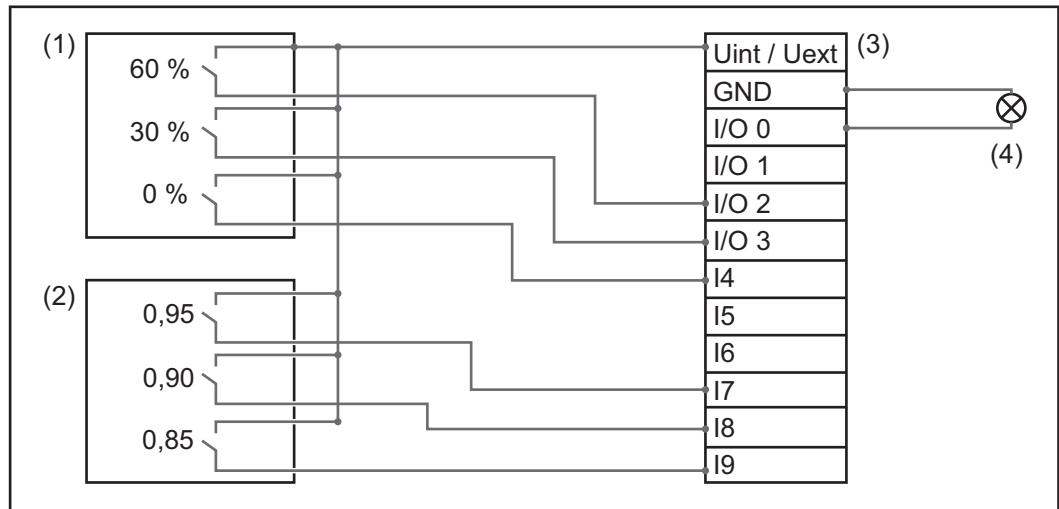 (1)
60 %
30 %
0 %
(2)
0,95
0,90
0,85
(3)
Uint / Uext
GND
I/O 0
I/O 1
I/O 2
I/O 3
I4
I5
I6
I7
I8
I9
(4)